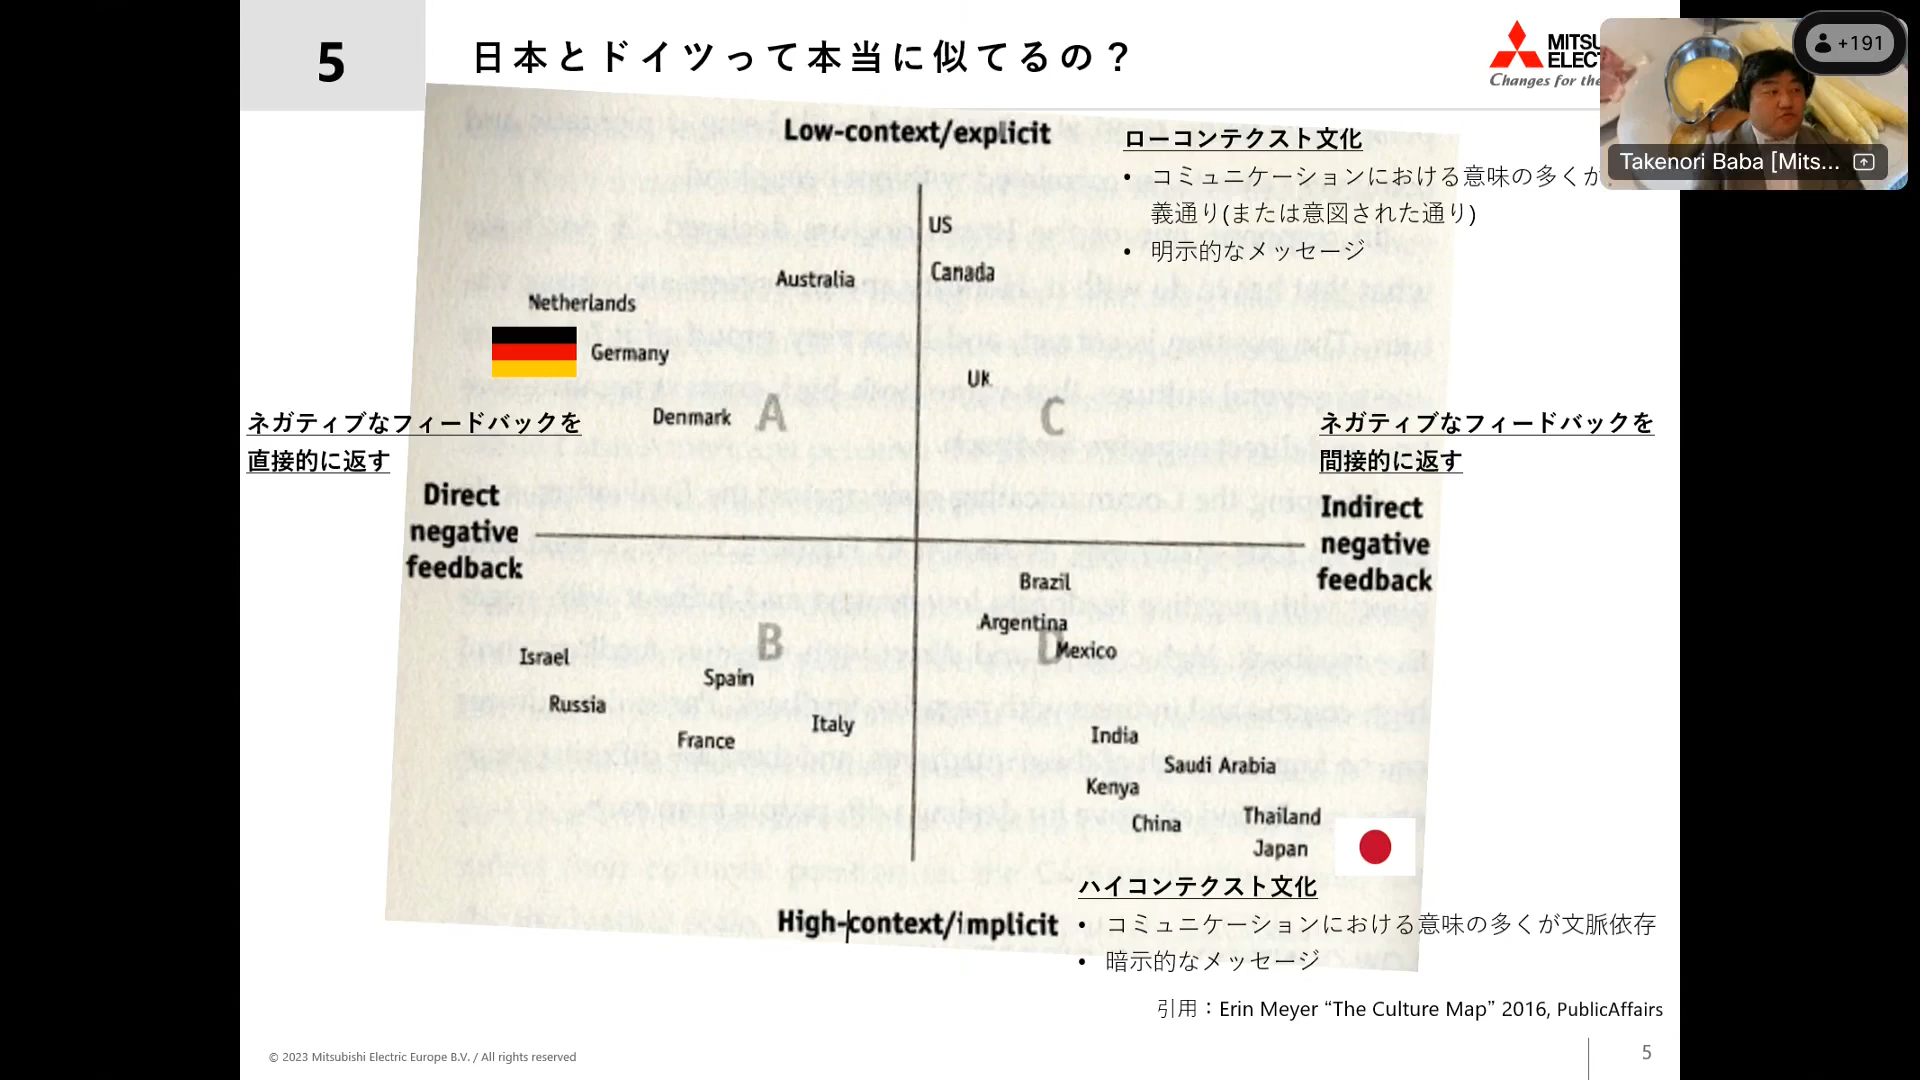 5
日本とドイツって本当に似てるの？
MITSU
ELEC
Changes for the
+191
Takenori Baba [Mits...
Low-context/explicit
ローコンテクスト文化
• コミュニケーションにおける意味の多くが
義通り(または意図された通り)
• 明示的なメッセージ
US
Canada
Australia
Netherlands
Germany
UK
Denmark
A
C
ネガティブなフィードバックを
直接的に返す
ネガティブなフィードバックを
間接的に返す
Direct
negative
feedback
Indirect
negative
feedback
Brazil
Argentina
Mexico
B
D
Israel
Spain
Russia
Italy
France
India
Saudi Arabia
Kenya
China
Thailand
Japan
ハイコンテクスト文化
High-context/implicit
• コミュニケーションにおける意味の多くが文脈依存
• 暗示的なメッセージ
引用：Erin Meyer “The Culture Map” 2016, PublicAffairs
© 2023 Mitsubishi Electric Europe B.V. / All rights reserved
5